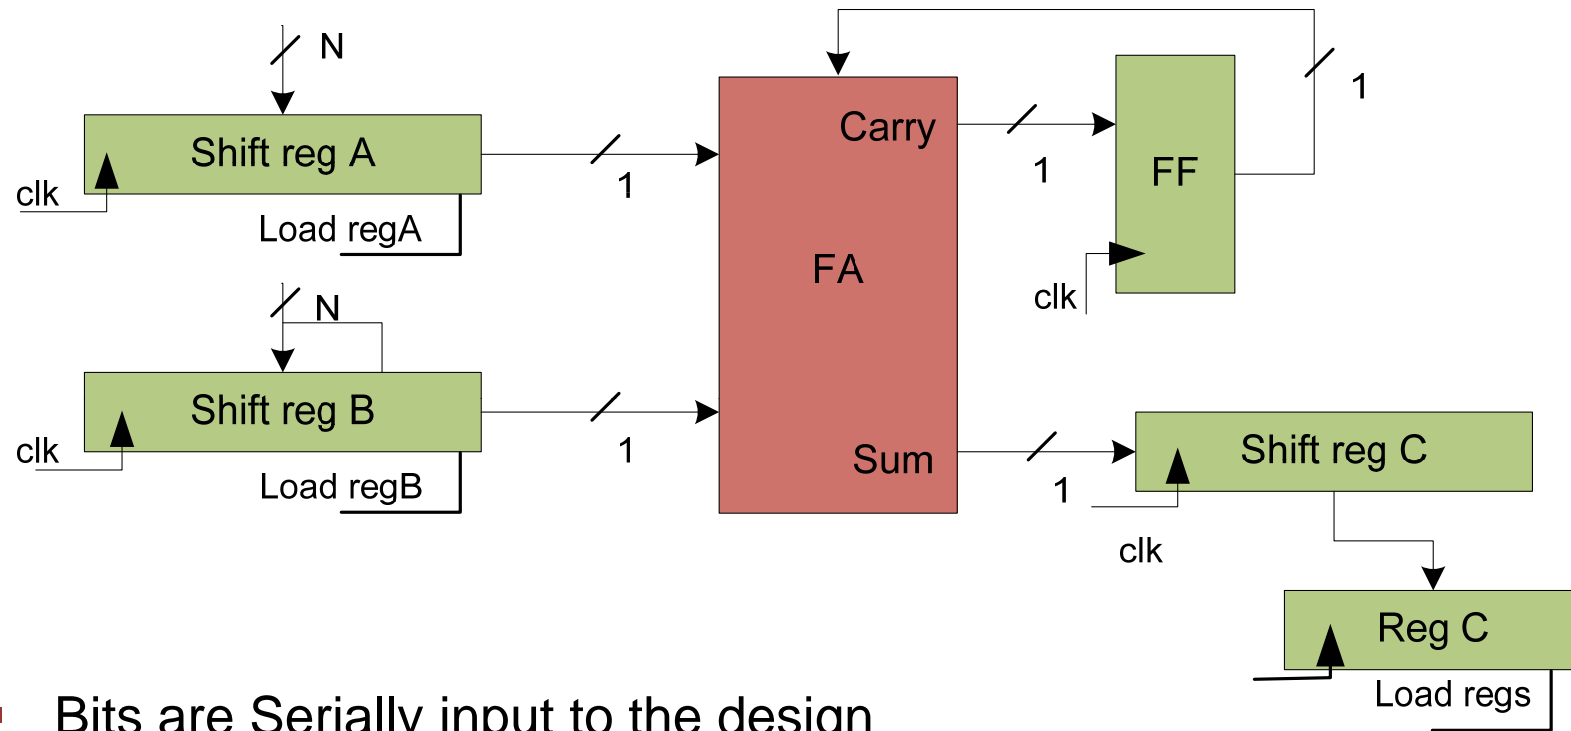 N
Shift reg A
clk
Load regA
1
N
Shift reg B
clk
Load regB
1
FA
Carry
Sum
1
FF
clk
1
1
Shift reg C
clk
Reg C
Load regs
Bits are Serially input to the design